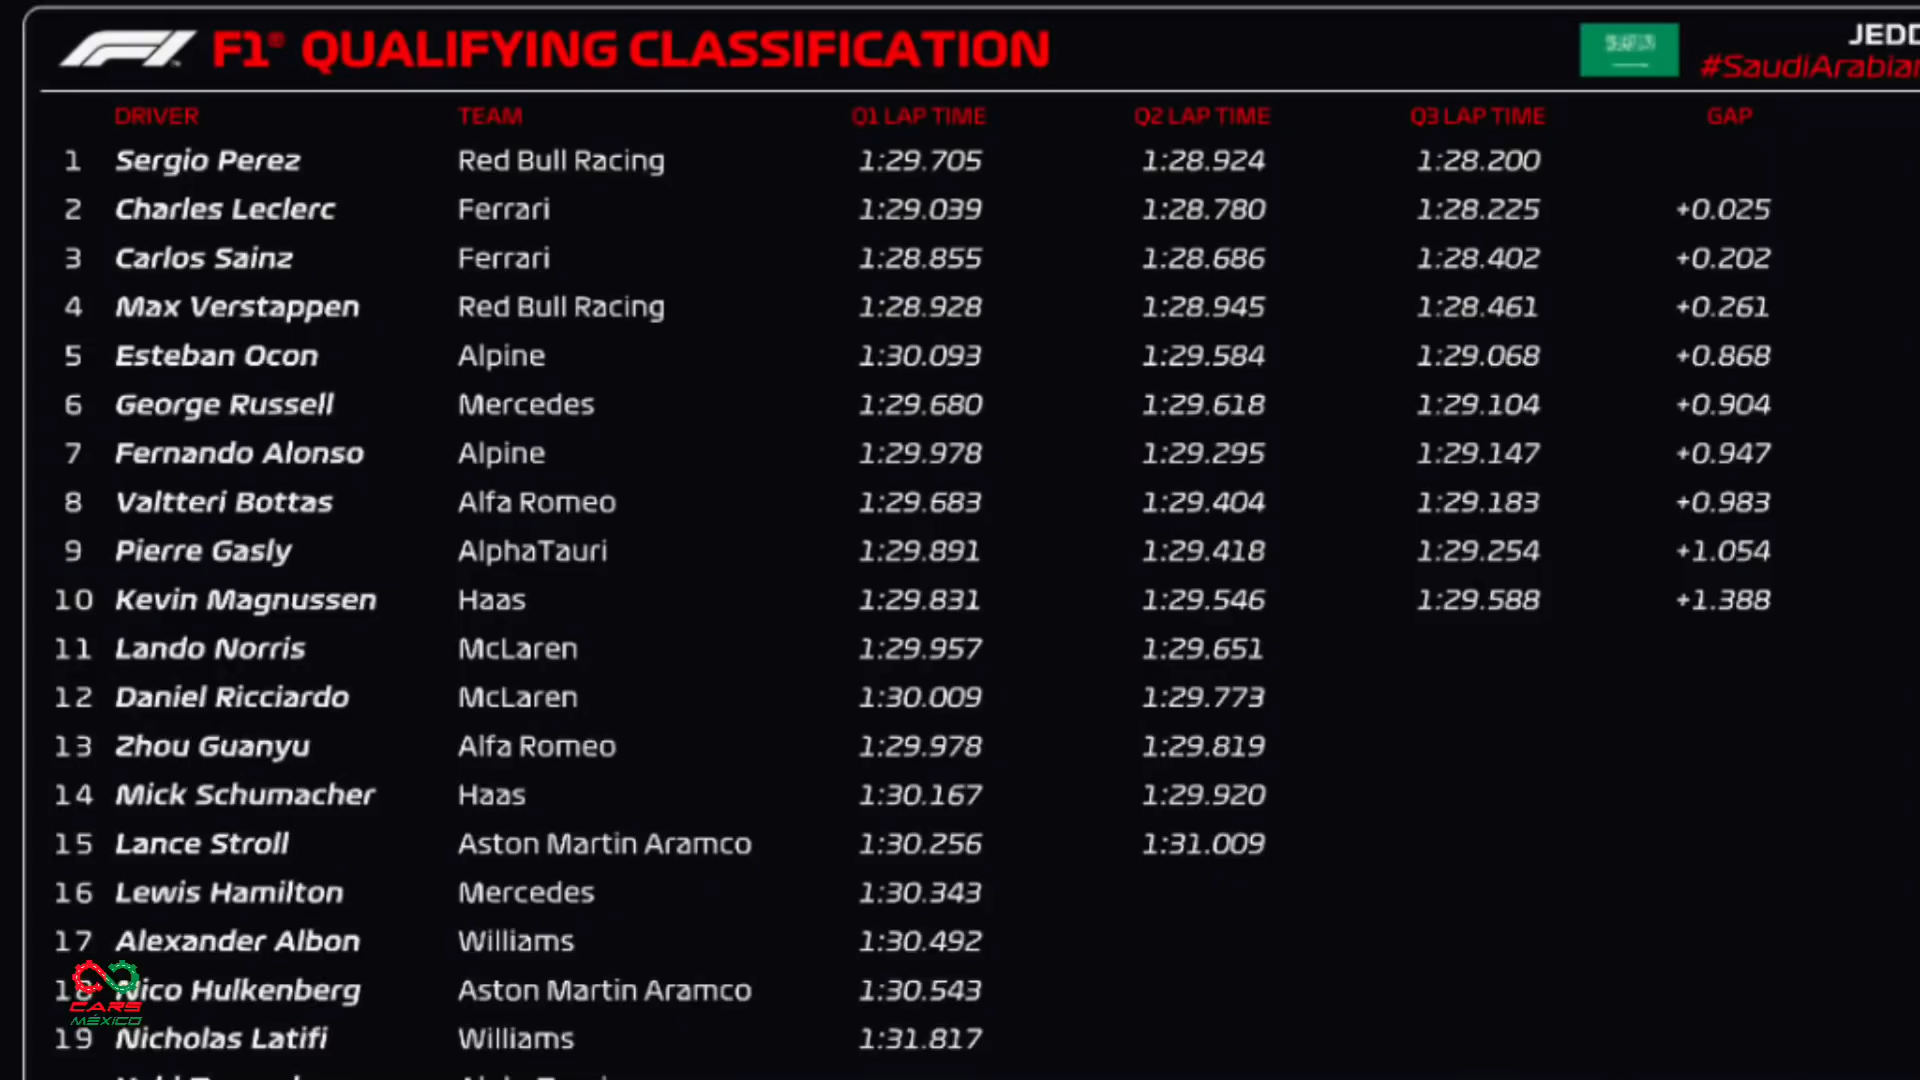 F1® QUALIFYING CLASSIFICATION
JEDD
#SaudiArabian
DRIVER TEAM Q1 LAP TIME Q2 LAP TIME Q3 LAP TIME GAP
1 Sergio Perez Red Bull Racing 1:29.705 1:28.924 1:28.200
2 Charles Leclerc Ferrari 1:29.039 1:28.780 1:28.225 +0.025
3 Carlos Sainz Ferrari 1:28.855 1:28.686 1:28.402 +0.202
4 Max Verstappen Red Bull Racing 1:28.928 1:28.945 1:28.461 +0.261
5 Esteban Ocon Alpine 1:30.093 1:29.584 1:29.068 +0.868
6 George Russell Mercedes 1:29.680 1:29.618 1:29.104 +0.904
7 Fernando Alonso Alpine 1:29.978 1:29.295 1:29.147 +0.947
8 Valtteri Bottas Alfa Romeo 1:29.683 1:29.404 1:29.183 +0.983
9 Pierre Gasly AlphaTauri 1:29.891 1:29.418 1:29.254 +1.054
10 Kevin Magnussen Haas 1:29.831 1:29.546 1:29.588 +1.388
11 Lando Norris McLaren 1:29.957 1:29.651
12 Daniel Ricciardo McLaren 1:30.009 1:29.773
13 Zhou Guanyu Alfa Romeo 1:29.978 1:29.819
14 Mick Schumacher Haas 1:30.167 1:29.920
15 Lance Stroll Aston Martin Aramco 1:30.256 1:31.009
16 Lewis Hamilton Mercedes 1:30.343
17 Alexander Albon Williams 1:30.492
18 Nico Hulkenberg Aston Martin Aramco 1:30.543
CARS
MÉXICO
19 Nicholas Latifi Williams 1:31.817